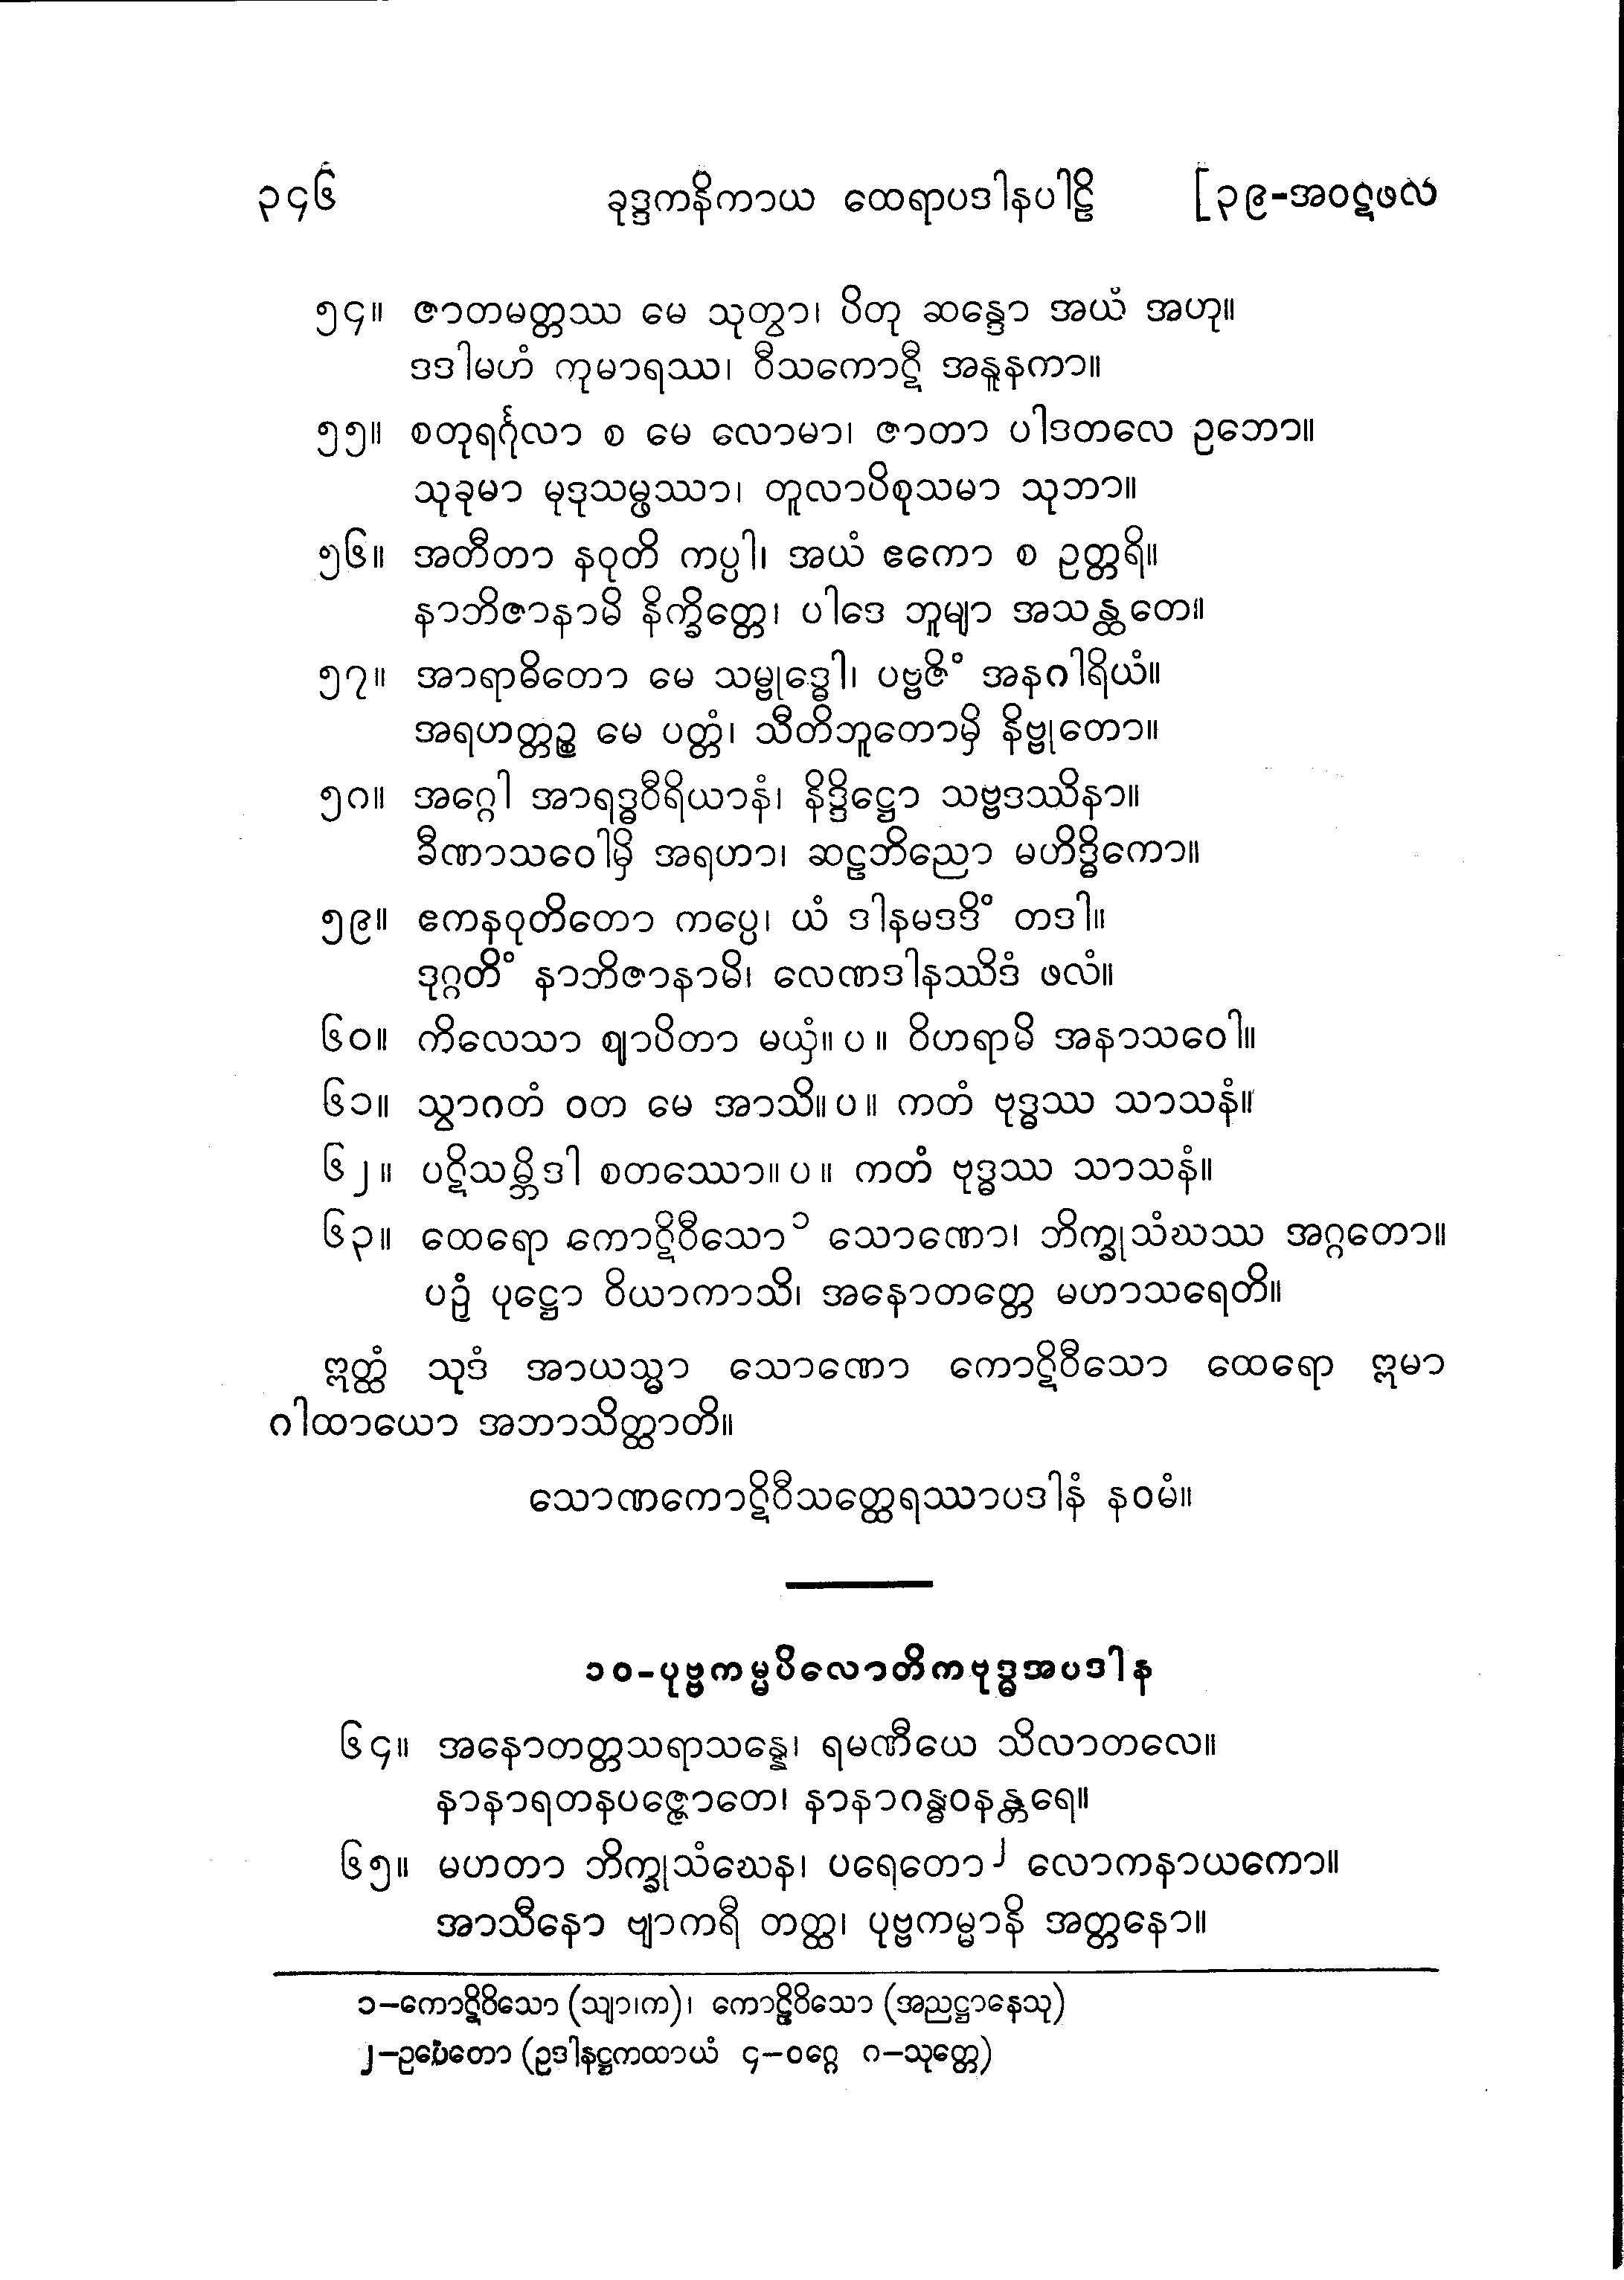 ၃၄၆ ခုဒ္ဒကနိကာယ ထေရာပဒါနပါဠိ [၃၉-အဝဋဖလ
၅၄။ ဇာတမတ္တဿ မေ သုတွာ၊ ပိတု ဆန္ဒော အယံ အဟု။
ဒဒါမဟံ ကုမာရဿ၊ ဝီသကောဋီ အနူနကာ။
၅၅။ စတုရင်္ဂုလာ စ မေ လောမာ၊ ဇာတာ ပါဒတလေ ဥဘော။
သုခုမာ မုဒုသမ္ဖဿာ၊ တူလာပိစုသမာ သုဘာ။
၅၆။ အတီတာ နဝုတိ ကပ္ပါ၊ အယံ ဧကော စ ဥတ္တရိ။
နာဘိဇာနာမိ နိက္ခိတ္တေ၊ ပါဒေ ဘူမျာ အသန္ထတေ။
၅၇။ အာရာဓိတော မေ သမ္ဗုဒ္ဓေါ၊ ပဗ္ဗဇိံ အနဂါရိယံ။
အရဟတ္တဉ္စ မေ ပတ္တံ၊ သီတိဘူတောမှိ နိဗ္ဗုတော။
၅၈။ အဂ္ဂေါ အာရဒ္ဓဝီရိယာနံ၊ နိဒ္ဒိဋ္ဌော သဗ္ဗဒဿိနာ။
ခီဏာသဝေါမှိ အရဟာ၊ ဆဠဘိညော မဟိဒ္ဓိကော။
၅၉။ ဧကနဝုတိတော ကပ္ပေ၊ ယံ ဒါနမဒဒိံ တဒါ။
ဒုဂ္ဂတိံ နာဘိဇာနာမိ၊ လေဏဒါနဿိဒံ ဖလံ။
၆၀။ ကိလေသာ ဈာပိတာ မယှံ။ ပ ။ ဝိဟရာမိ အနာသဝေါ။
၆၁။ သွာဂတံ ဝတ မေ အာသိ။ ပ ။ ကတံ ဗုဒ္ဓဿ သာသနံ။
၆၂။ ပဋိသမ္ဘိဒါ စတဿော။ ပ ။ ကတံ ဗုဒ္ဓဿ သာသနံ။
၆၃။ ထေရော ကောဋိဝီသော၁ သောဏော၊ ဘိက္ခုသံဃဿ အဂ္ဂတော။
ပဉှံ ပုဋ္ဌော ဝိယာကာသိ၊ အနောတတ္တေ မဟာသရေတိ။
ဣတ္ထံ သုဒံ အာယသ္မာ သောဏော ကောဋိဝီသော ထေရော ဣမာ
ဂါထာယော အဘာသိတ္ထာတိ။
သောဏကောဋိဝီသတ္ထေရဿာပဒါနံ နဝမံ။
၁၀-ပုဗ္ဗကမ္မပိလောတိကဗုဒ္ဓအပဒါန
၆၄။ အနောတတ္တသရာသန္နေ၊ ရမဏီယေ သိလာတလေ။
နာနာရတနပဇ္ဇောတေ၊ နာနာဂန္ဓဝနန္တရေ။
၆၅။ မဟတာ ဘိက္ခုသံဃေန၊ ပရေတော၂ လောကနာယကော။
အာသီနော ဗျာကရီ တတ္ထ၊ ပုဗ္ဗကမ္မာနိ အတ္တနော။
၁–ကောဋိဝိသော (သျာ၊က)၊ ကောဠိဝိသော (အညဋ္ဌာနေသု)
၂–ဥပေတော (ဥဒါနဋ္ဌကထာယံ ၄–ဝဂ္ဂေ ၈–သုတ္တေ)